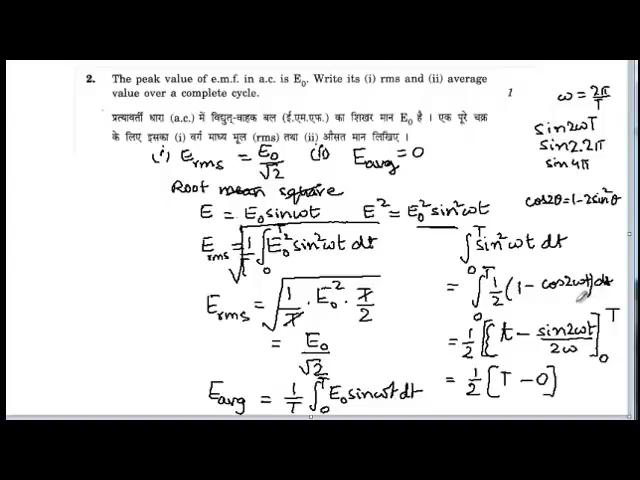 2. The peak value of e.m.f. in a.c. is E₀. Write its (i) rms and (ii) average
value over a complete cycle. 1
प्रत्यावर्ती धारा (a.c.) में विद्युत्-वाहक बल (ई.एम.एफ.) का शिखर मान E₀ है । एक पूरे चक्र
के लिए इसका (i) वर्ग माध्य मूल (rms) तथा (ii) औसत मान लिखिए ।
ω = 2π/T
sin2ωT
sin2.2π
sin4π
(i) E_rms = E₀/√2 (ii) E_avg = 0
Root mean square
cos2θ = 1 - 2sin²θ
E = E₀ sinωt E² = E₀² sin²ωt
E_rms = √(1/T ∫₀ᵀ E₀² sin²ωt dt)
E_rms = √(1/T . E₀² . T/2)
= E₀/√2
E_avg = 1/T ∫₀ᵀ E₀ sinωt dt
∫₀ᵀ sin²ωt dt
= ∫₀ᵀ 1/2 (1 - cos2ωt) dt
= 1/2 [t - sin2ωt/2ω]₀ᵀ
= 1/2 [T - 0]